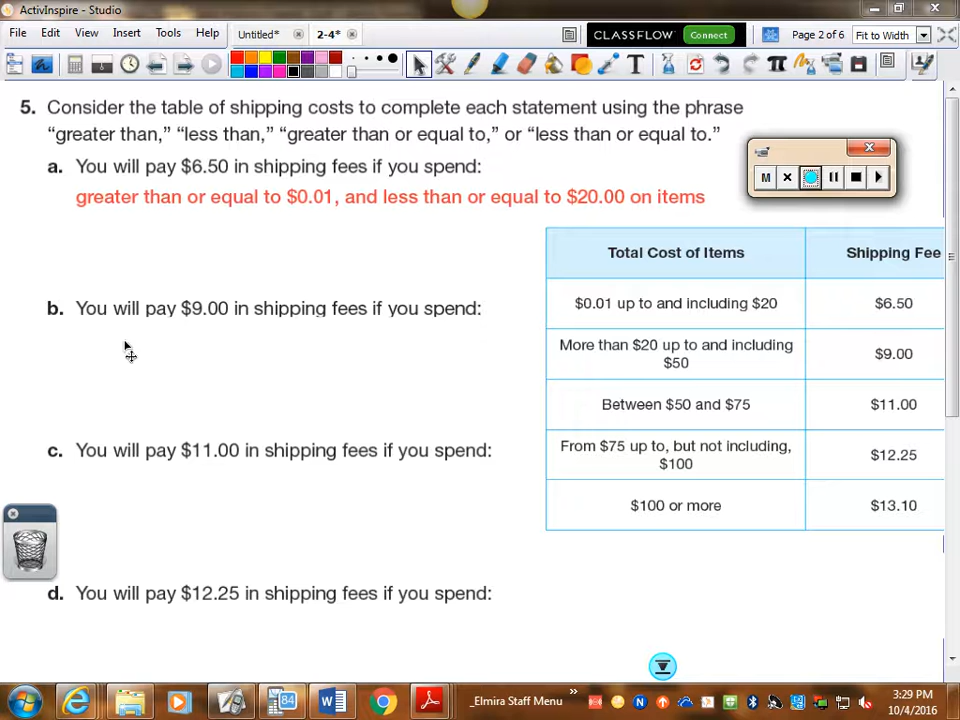 ActivInspire - Studio
File Edit View Insert Tools Help Untitled* 2-4* CLASSFLOW Connect Page 2 of 6 Fit to Width
5. Consider the table of shipping costs to complete each statement using the phrase
“greater than,” “less than,” “greater than or equal to,” or “less than or equal to.”
a. You will pay $6.50 in shipping fees if you spend:
greater than or equal to $0.01, and less than or equal to $20.00 on items
M
Total Cost of Items Shipping Fee
$0.01 up to and including $20 $6.50
More than $20 up to and including
$50 $9.00
Between $50 and $75 $11.00
From $75 up to, but not including,
$100 $12.25
$100 or more $13.10
b. You will pay $9.00 in shipping fees if you spend:
c. You will pay $11.00 in shipping fees if you spend:
d. You will pay $12.25 in shipping fees if you spend:
84
_Elmira Staff Menu
3:29 PM
10/4/2016